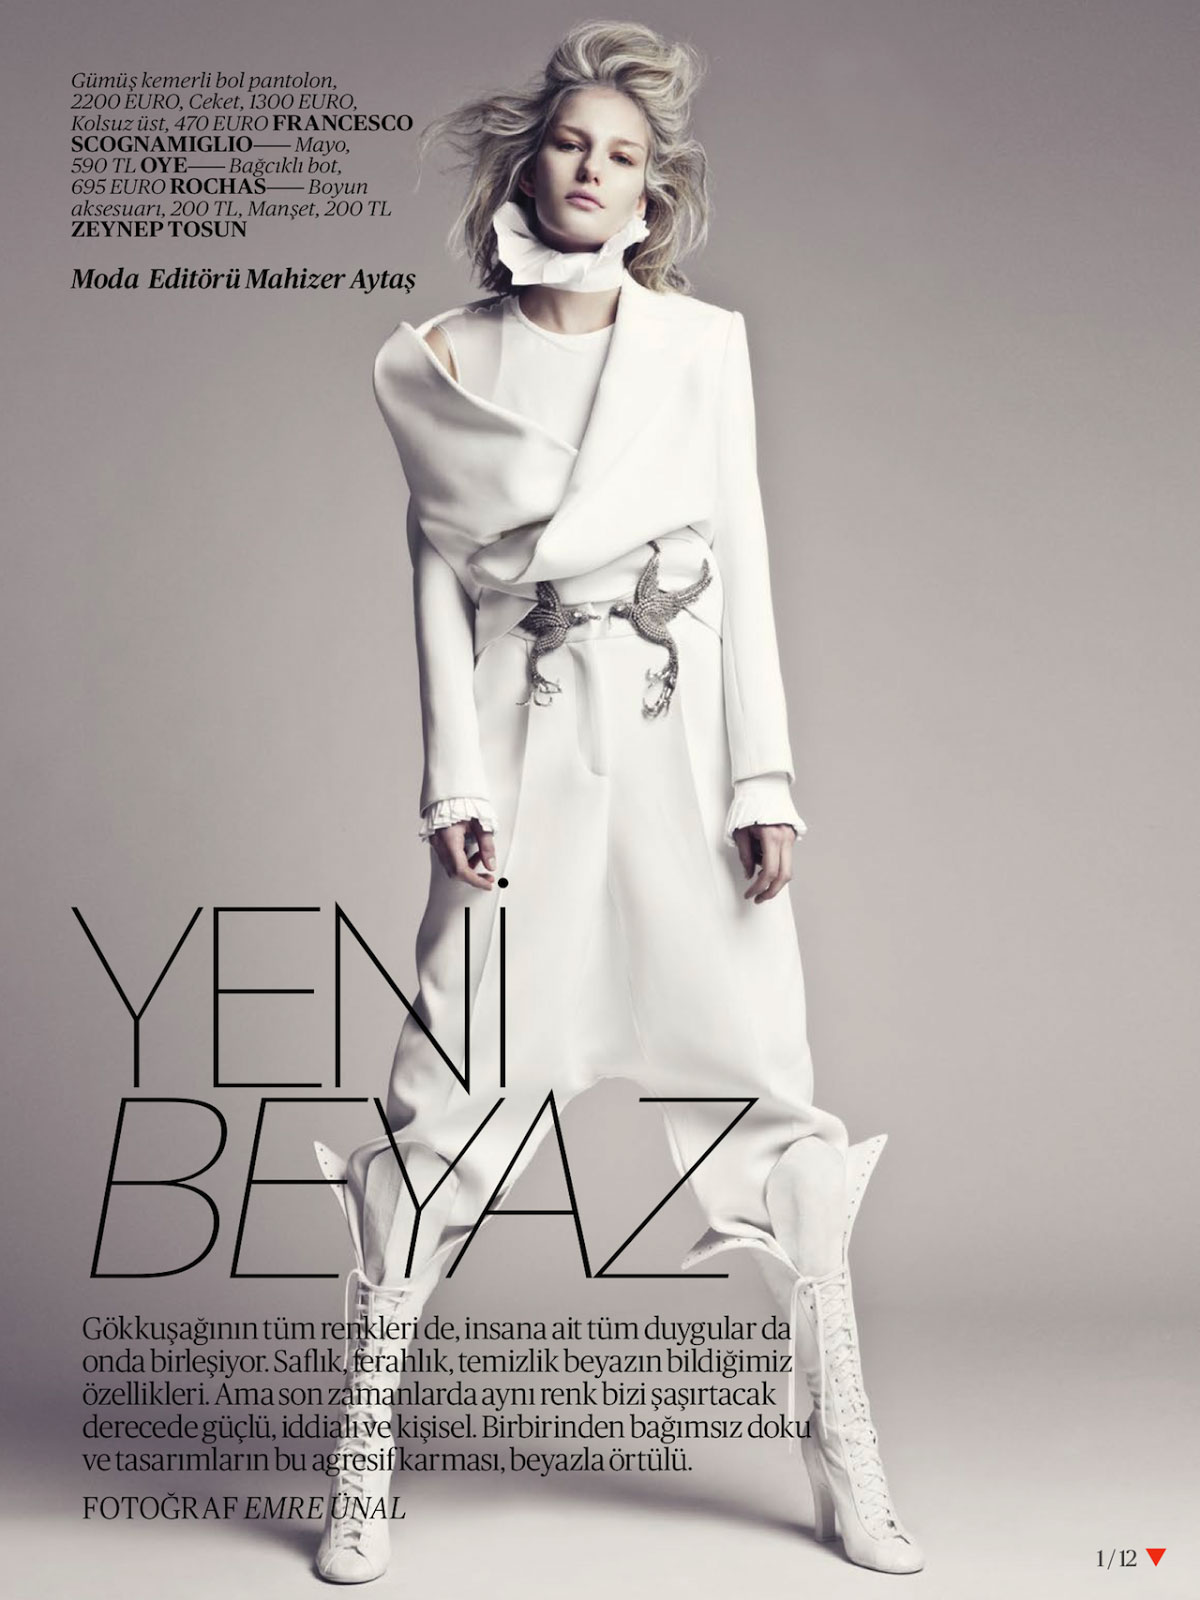 Gümüş kemerli bol pantolon,
2200 EURO, Ceket, 1300 EURO,
Kolsuz üst, 470 EURO FRANCESCO
SCOGNAMIGLIO—— Mayo,
590 TL OYE—— Bağcıklı bot,
695 EURO ROCHAS—— Boyun
aksesuarı, 200 TL, Manşet, 200 TL
ZEYNEP TOSUN
Moda Editörü Mahizer Aytaş
YENİ
BEYAZ
Gökkuşağının tüm renkleri de, insana ait tüm duygular da
onda birleşiyor. Saflık, ferahlık, temizlik beyazın bildiğimiz
özellikleri. Ama son zamanlarda aynı renk bizi şaşırtacak
derecede güçlü, iddialı ve kişisel. Birbirinden bağımsız doku
ve tasarımların bu agresif karması, beyazla örtülü.
FOTOĞRAF EMRE ÜNAL
1/12